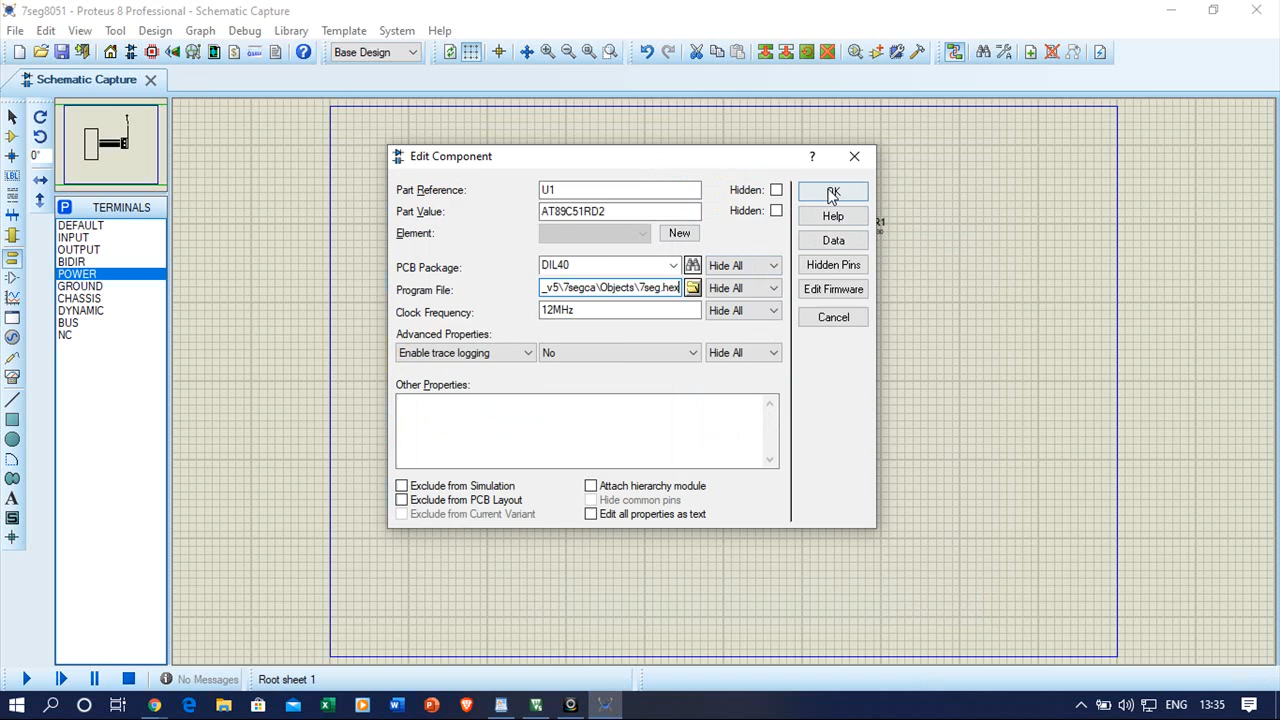 7seg8051 - Proteus 8 Professional - Schematic Capture
File Edit View Tool Design Graph Debug Library Template System Help
Base Design
Schematic Capture
0°
LBL
P TERMINALS
DEFAULT
INPUT
OUTPUT
BIDIR
POWER
GROUND
CHASSIS
DYNAMIC
BUS
NC
Edit Component
?
Part Reference: U1 Hidden:
Part Value: AT89C51RD2 Hidden:
Element: New
PCB Package: DIL40 Hide All
Program File: _v5\7segca\Objects\7seg.hex Hide All
Clock Frequency: 12MHz Hide All
Advanced Properties:
Enable trace logging No Hide All
Other Properties:
Exclude from Simulation Attach hierarchy module
Exclude from PCB Layout Hide common pins
Exclude from Current Variant Edit all properties as text
OK
Help
Data
Hidden Pins
Edit Firmware
Cancel
R1
No Messages Root sheet 1
ENG 13:35